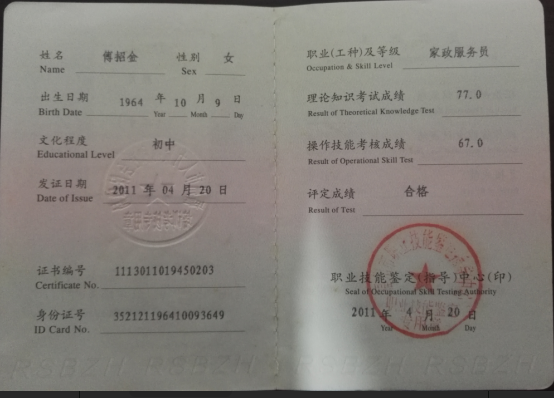 姓名 傅招金 性别 女
Name Sex
出生日期 1964 年 10 月 9 日
Birth Date Year Month Day
文化程度 初中
Educational Level
发证日期 2011 年 04 月 20 日
Date of Issue
证书编号 1113011019450203
Certificate No.
身份证号 352121196410093649
ID Card No.
职业(工种)及等级 家政服务员
Occupation & Skill Level
理论知识考试成绩 77.0
Result of Theoretical Knowledge Test
操作技能考核成绩 67.0
Result of Operational Skill Test
评定成绩 合格
Result of Test
职业技能鉴定(指导)中心(印)
Seal of Occupational Skill Testing Authority
2011 年 4 月 20 日
Year Month Day
RSBZH RSBZH